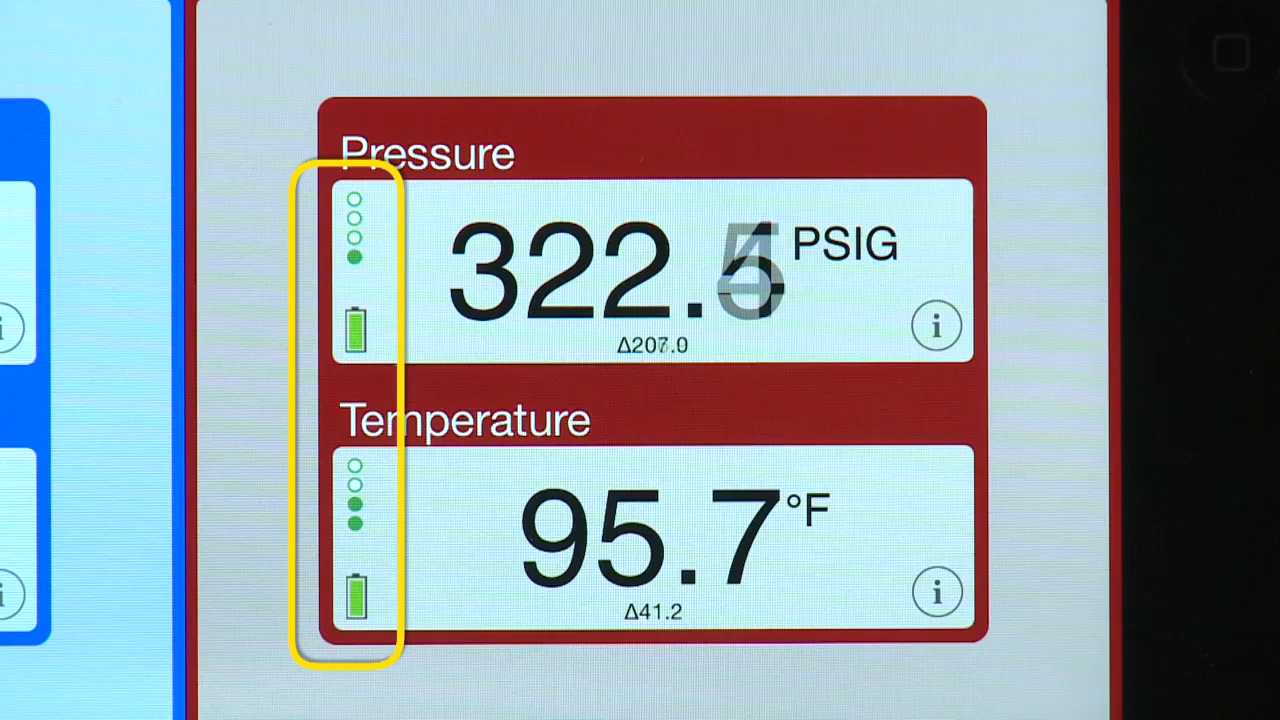 Pressure
322. PSIG
Temperature
95.7 °F
Δ41.2